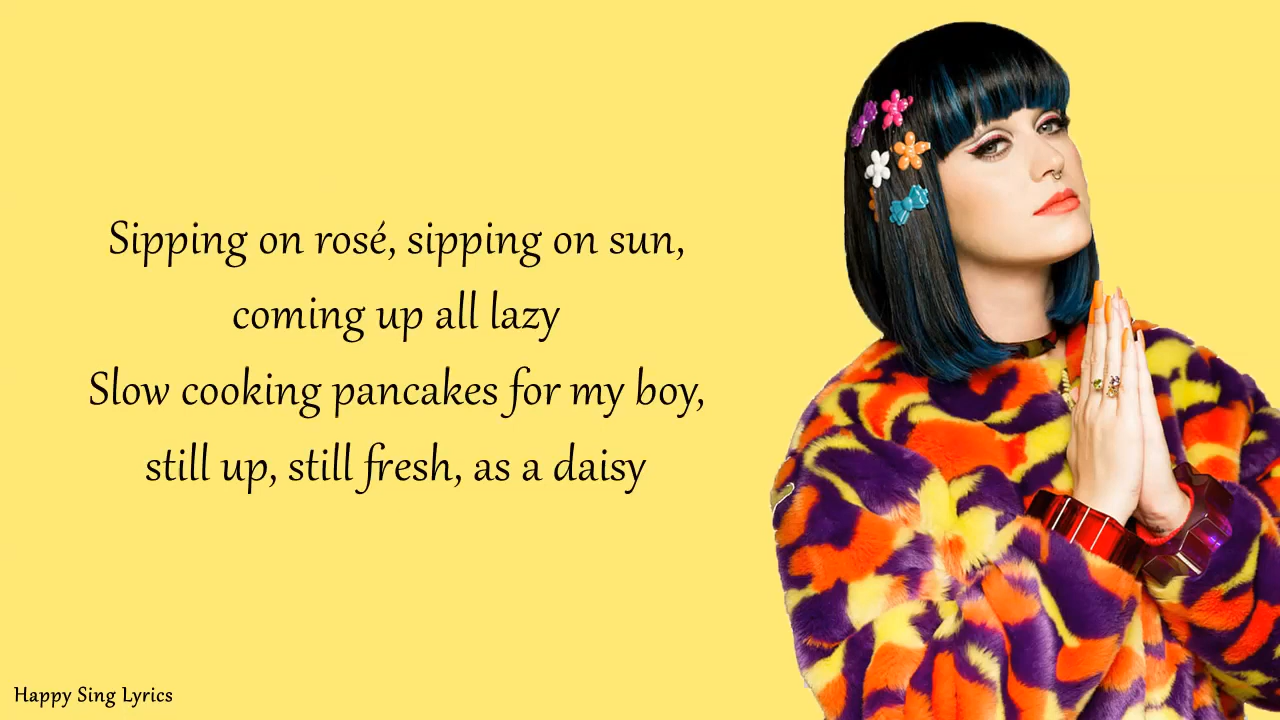 Sipping on rosé, sipping on sun,
coming up all lazy
Slow cooking pancakes for my boy,
still up, still fresh, as a daisy
Happy Sing Lyrics